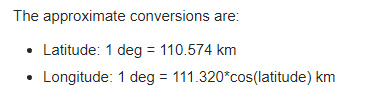 The approximate conversions are:
• Latitude: 1 deg = 110.574 km
• Longitude: 1 deg = 111.320*cos(latitude) km